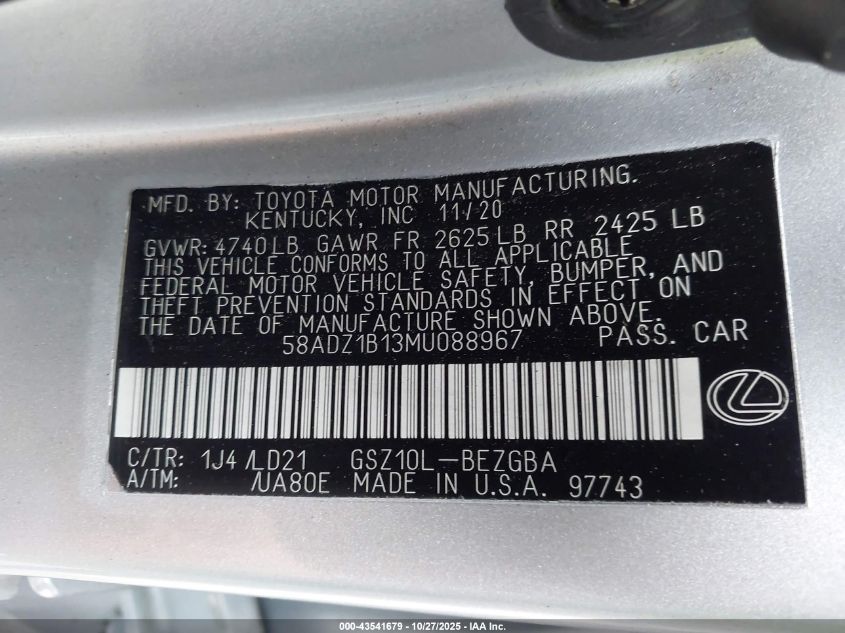 MFD. BY: TOYOTA MOTOR MANUFACTURING.
KENTUCKY, INC 11/20
GVWR: 4740LB GAWR FR 2625LB RR 2425LB
THIS VEHICLE CONFORMS TO ALL APPLICABLE
FEDERAL MOTOR VEHICLE SAFETY, BUMPER, AND
THEFT PREVENTION STANDARDS IN EFFECT ON
THE DATE OF MANUFACTURE SHOWN ABOVE.
58ADZ1B13MU088967 PASS. CAR
C/TR: 1J4 /LD21 GSZ10L-BEZGBA
A/TM: /UA80E MADE IN U.S.A. 97743
000-43541679 - 10/27/2025 - IAA Inc.